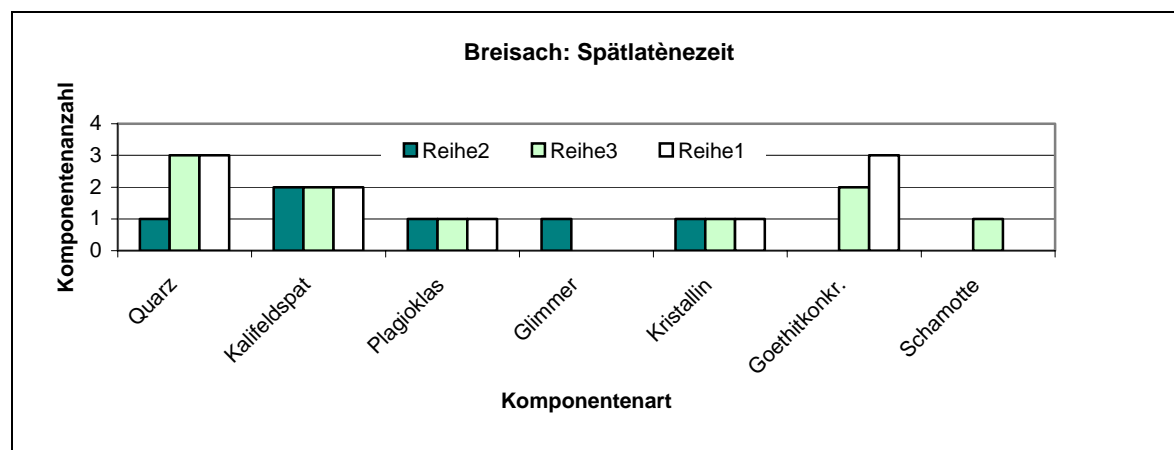 Breisach: Spätlatènezeit
Komponentenanzahl
4
3
2
1
0
Reihe2 Reihe3 Reihe1
Quarz
Kalifeldspat
Plagioklas
Glimmer
Kristallin
Goethitkonkr.
Schamotte
Komponentenart